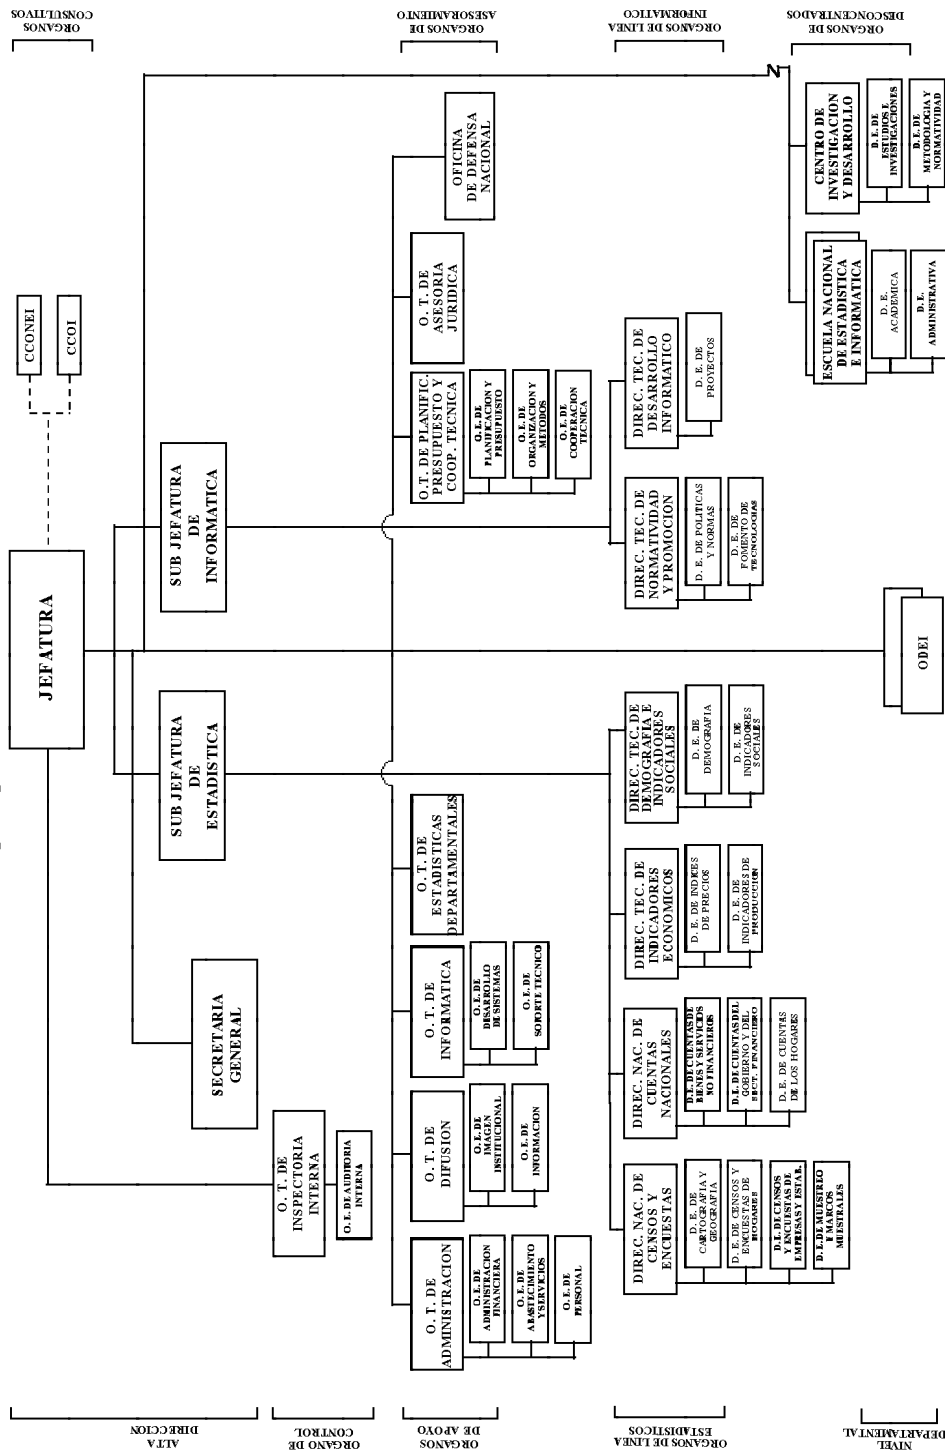 ORGANOS
CONSULTIVOS
ORGANOS DE
ASESORAMIENTO
ORGANOS DE LINEA
INFORMATICO
ORGANOS DE
DESCONCENTRADOS
JEFATURA
CCONEI
CCOI
SUB JEFATURA
DE
ESTADISTICA
SUB JEFATURA
DE
INFORMATICA
SECRETARIA
GENERAL
O. T. DE
INSPECTORIA
INTERNA
O. E. DE AUDITORIA
INTERNA
O. T. DE
ADMINISTRACION
O. E. DE
ADMINISTRACION
FINANCIERA
O. E. DE
ABASTECIMIENTO
Y SERVICIOS
O. E. DE
PERSONAL
O. T. DE
DIFUSION
O. E. DE
IMAGEN
INSTITUCIONAL
O. E. DE
INFORMACION
O. T. DE
INFORMATICA
O. E. DE
DESARROLLO
DE SISTEMAS
O. E. DE
SOPORTE TECNICO
O. T. DE
ESTADISTICAS
DEPARTAMENTALES
O.T. DE PLANIFIC.
PRESUPUESTO Y
COOP. TECNICA
O. E. DE
PLANIFICACION Y
PRESUPUESTO
O. E. DE
ORGANIZACION Y
METODOS
O. E. DE
COOPERACION
TECNICA
O. T. DE
ASESORIA
JURIDICA
OFICINA
DE DEFENSA
NACIONAL
DIREC. NAC. DE
CENSOS Y
ENCUESTAS
D. E. DE
CARTOGRAFIA Y
GEOGRAFIA
D. E. DE CENSOS Y
ENCUESTAS DE
HOGARES
D. E. DE CENSOS
Y ENCUESTAS DE
EMPRESAS Y ESTAB.
D. E. DE MUESTREO
Y MARCOS
MUESTRALES
DIREC. NAC. DE
CUENTAS
NACIONALES
D. E. DE CUENTAS DE
BIENES Y SERVICIOS
NO FINANCIEROS
D. E. DE CUENTAS DEL
GOBIERNO Y DEL
SECT. FINANCIERO
D. E. DE CUENTAS
DE LOS HOGARES
DIREC. TEC. DE
INDICADORES
ECONOMICOS
D. E. DE INDICES
DE PRECIOS
D. E. DE
INDICADORES DE
PRODUCCION
DIREC. TEC. DE
DEMOGRAFIA E
INDICADORES
SOCIALES
D. E. DE
DEMOGRAFIA
D. E. DE
INDICADORES
SOCIALES
DIREC. TEC. DE
NORMATIVIDAD
Y PROMOCION
D. E. DE POLITICAS
Y NORMAS
D. E. DE
FOMENTO DE
TECNOLOGIAS
DIREC. TEC. DE
DESARROLLO
INFORMATICO
D. E. DE
PROYECTOS
ESCUELA NACIONAL
DE ESTADISTICA
E INFORMATICA
D. E.
ACADEMICA
D. E.
ADMINISTRATIVA
CENTRO DE
INVESTIGACION
Y DESARROLLO
D. E. DE
ESTUDIOS E
INVESTIGACIONES
D. E. DE
METODOLOGIA Y
NORMATIVIDAD
N
ODEI
ALTA
DIRECCION
ORGANO DE
CONTROL
ORGANOS
DE APOYO
ORGANOS DE LINEA
ESTADISTICOS
NIVEL
DEPARTAMENTAL